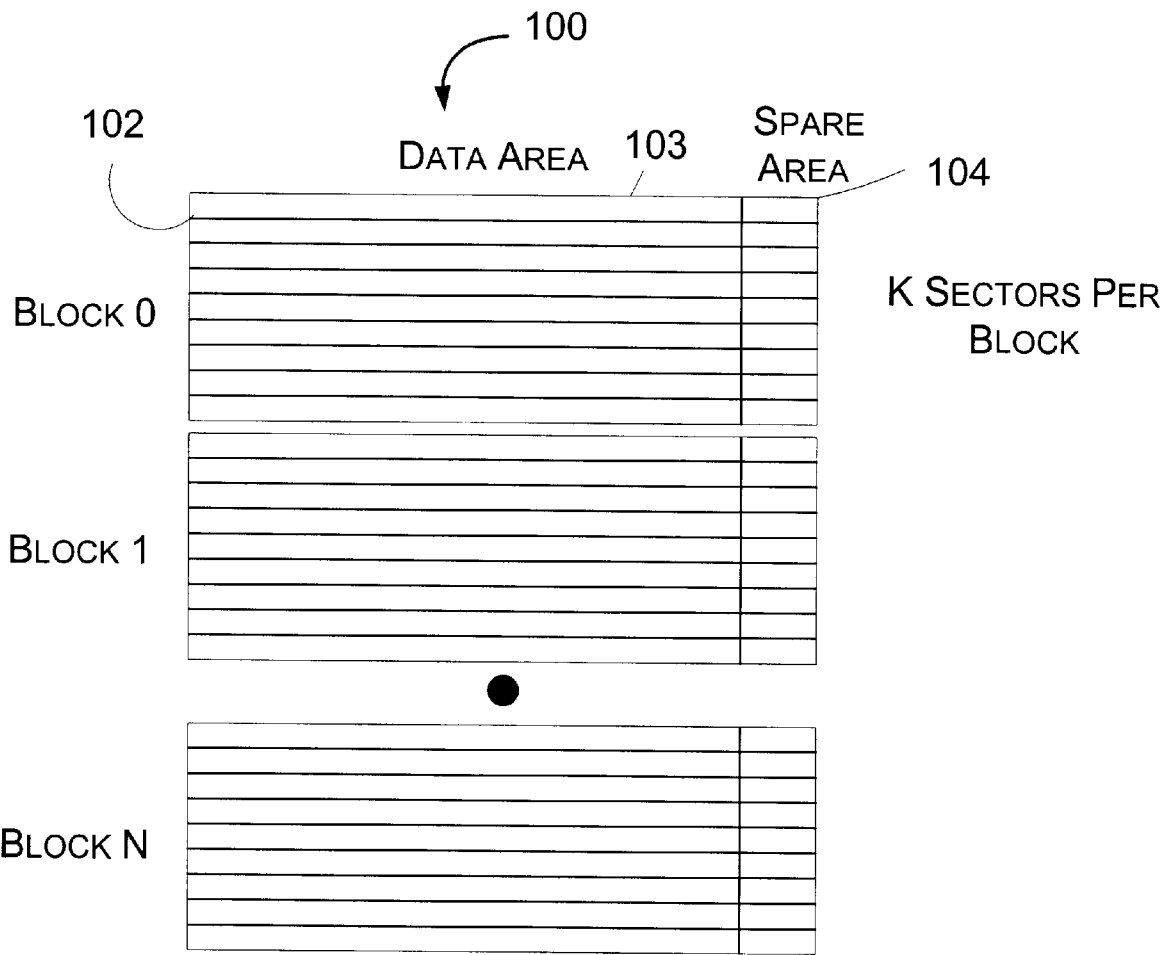 100
102
DATA AREA
103
SPARE
AREA
104
BLOCK 0
K SECTORS PER
BLOCK
BLOCK 1
BLOCK N